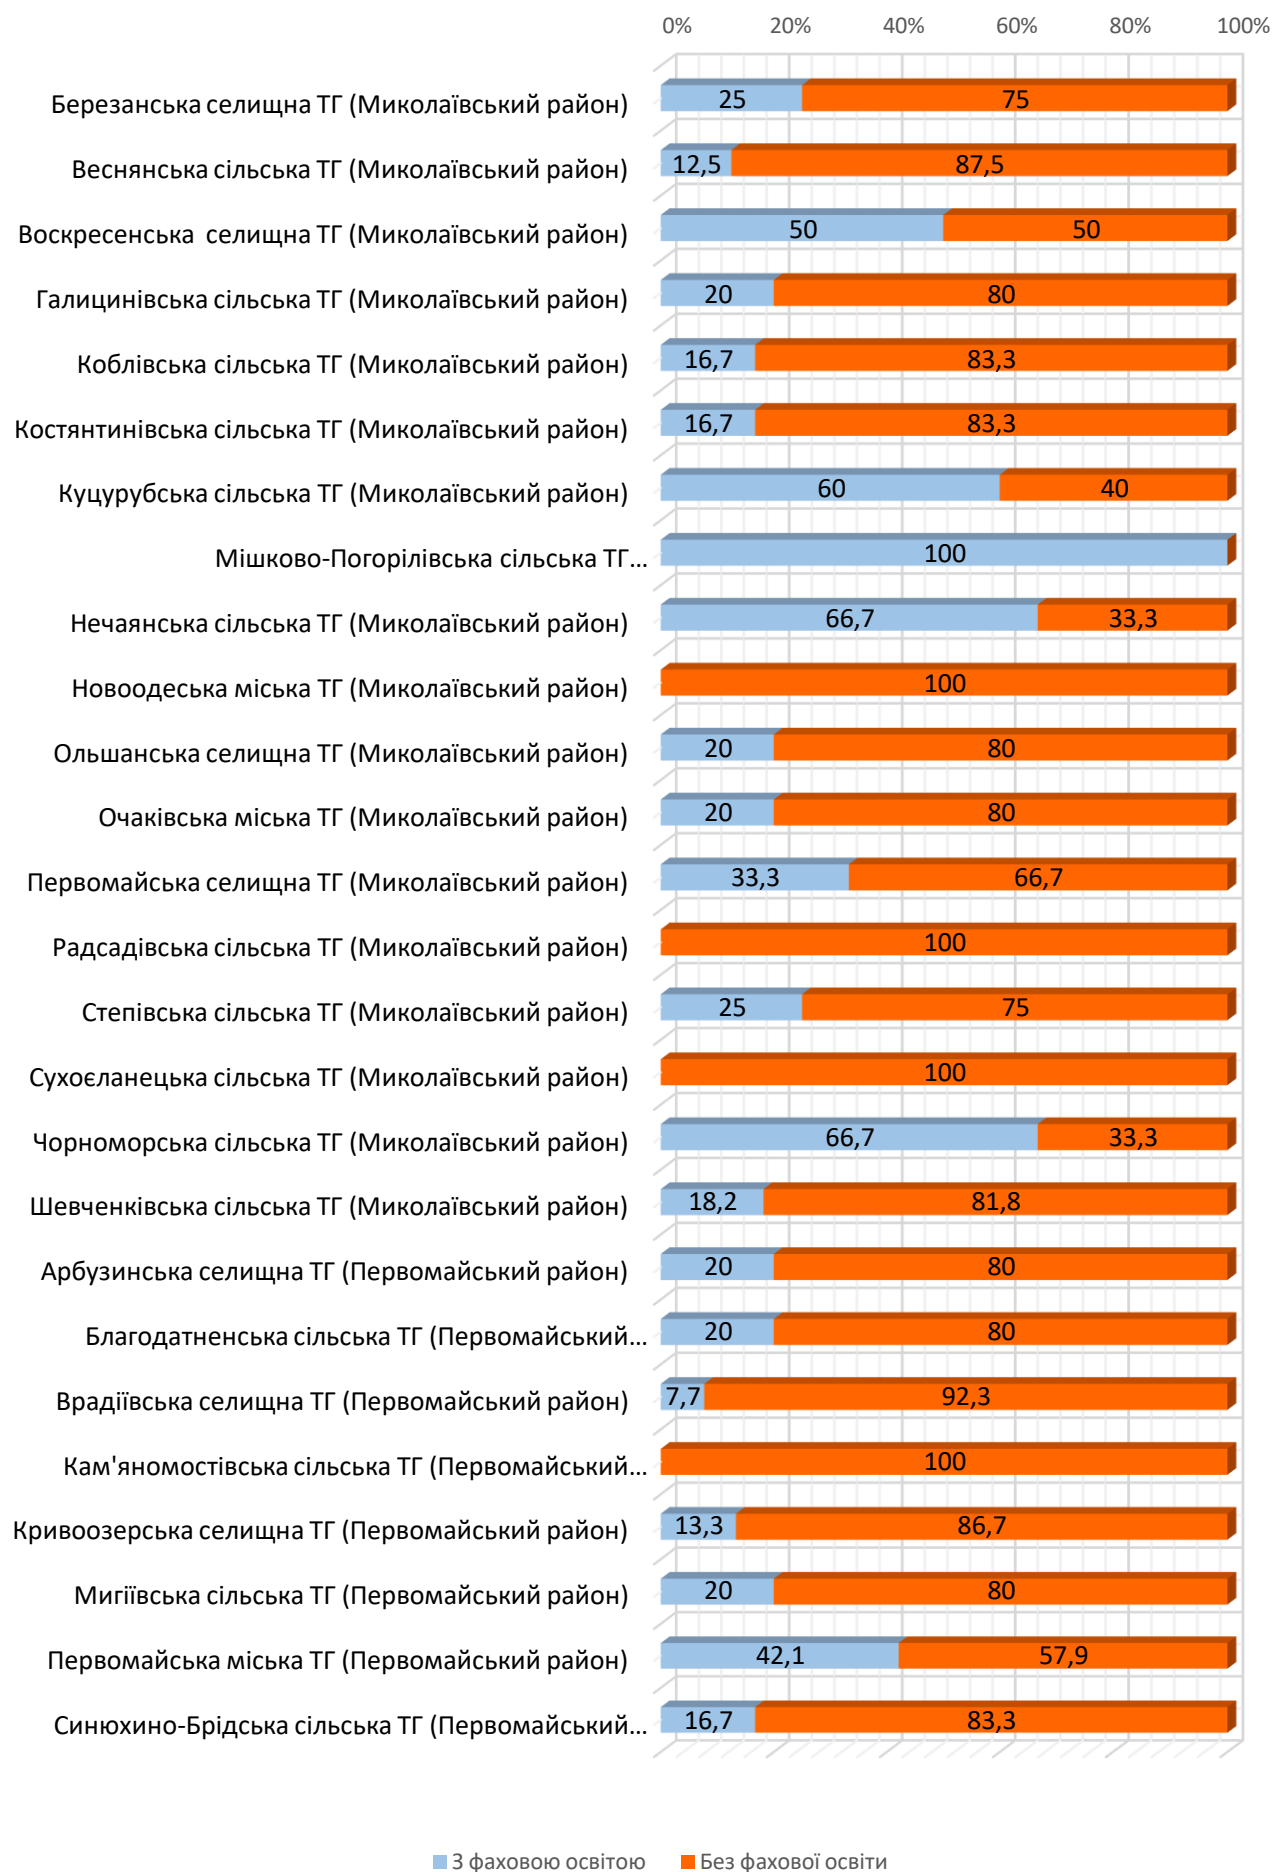 0% 20% 40% 60% 80% 100%
Березанська селищна ТГ (Миколаївський район) 25 75
Веснянська сільська ТГ (Миколаївський район) 12,5 87,5
Воскресенська селищна ТГ (Миколаївський район) 50 50
Галицинівська сільська ТГ (Миколаївський район) 20 80
Коблівська сільська ТГ (Миколаївський район) 16,7 83,3
Костянтинівська сільська ТГ (Миколаївський район) 16,7 83,3
Куцурубська сільська ТГ (Миколаївський район) 60 40
Мішково-Погорілівська сільська ТГ… 100
Нечаянська сільська ТГ (Миколаївський район) 66,7 33,3
Новоодеська міська ТГ (Миколаївський район) 100
Ольшанська селищна ТГ (Миколаївський район) 20 80
Очаківська міська ТГ (Миколаївський район) 20 80
Первомайська селищна ТГ (Миколаївський район) 33,3 66,7
Радсадівська сільська ТГ (Миколаївський район) 100
Степівська сільська ТГ (Миколаївський район) 25 75
Сухоєланецька сільська ТГ (Миколаївський район) 100
Чорноморська сільська ТГ (Миколаївський район) 66,7 33,3
Шевченківська сільська ТГ (Миколаївський район) 18,2 81,8
Арбузинська селищна ТГ (Первомайський район) 20 80
Благодатненська сільська ТГ (Первомайський… 20 80
Врадіївська селищна ТГ (Первомайський район) 7,7 92,3
Кам'яномостівська сільська ТГ (Первомайський… 100
Кривоозерська селищна ТГ (Первомайський район) 13,3 86,7
Мигіївська сільська ТГ (Первомайський район) 20 80
Первомайська міська ТГ (Первомайський район) 42,1 57,9
Синюхино-Брідська сільська ТГ (Первомайський… 16,7 83,3
З фаховою освітою Без фахової освіти